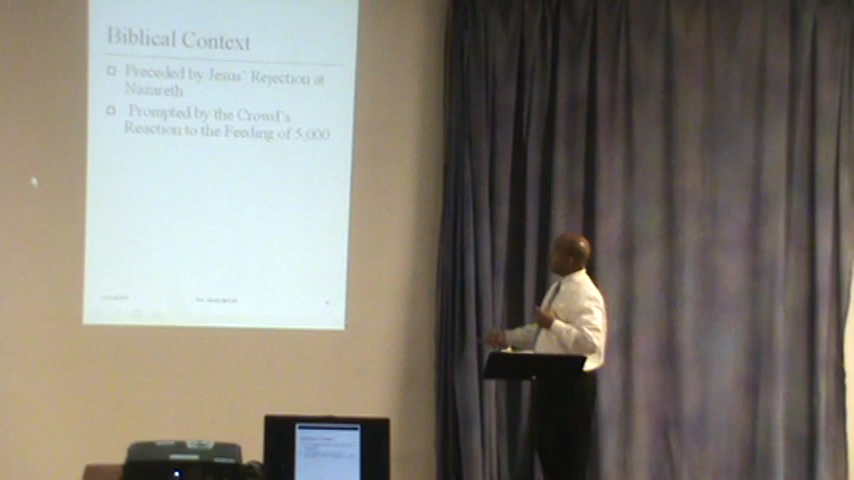 Biblical Context
Preceded by Jesus' Rejection at
Nazareth
Prompted by the Crowd's
Reaction to the Feeding of 5,000